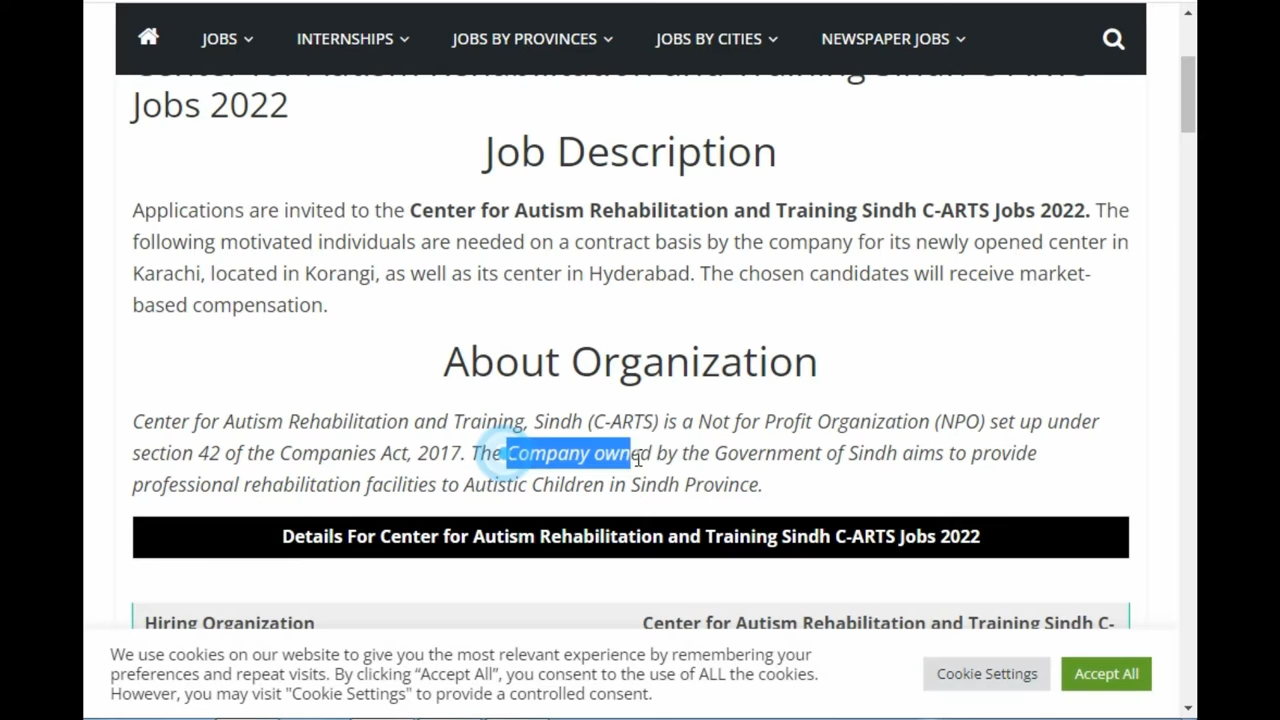 JOBS INTERNSHIPS JOBS BY PROVINCES JOBS BY CITIES NEWSPAPER JOBS
Center for Autism Rehabilitation and Training Sindh C-ARTS
Jobs 2022
Job Description
Applications are invited to the Center for Autism Rehabilitation and Training Sindh C-ARTS Jobs 2022. The
following motivated individuals are needed on a contract basis by the company for its newly opened center in
Karachi, located in Korangi, as well as its center in Hyderabad. The chosen candidates will receive market-
based compensation.
About Organization
Center for Autism Rehabilitation and Training, Sindh (C-ARTS) is a Not for Profit Organization (NPO) set up under
section 42 of the Companies Act, 2017. The Company owned by the Government of Sindh aims to provide
professional rehabilitation facilities to Autistic Children in Sindh Province.
Details For Center for Autism Rehabilitation and Training Sindh C-ARTS Jobs 2022
Hiring Organization Center for Autism Rehabilitation and Training Sindh C-
We use cookies on our website to give you the most relevant experience by remembering your
preferences and repeat visits. By clicking “Accept All”, you consent to the use of ALL the cookies.
However, you may visit "Cookie Settings" to provide a controlled consent.
Cookie Settings
Accept All